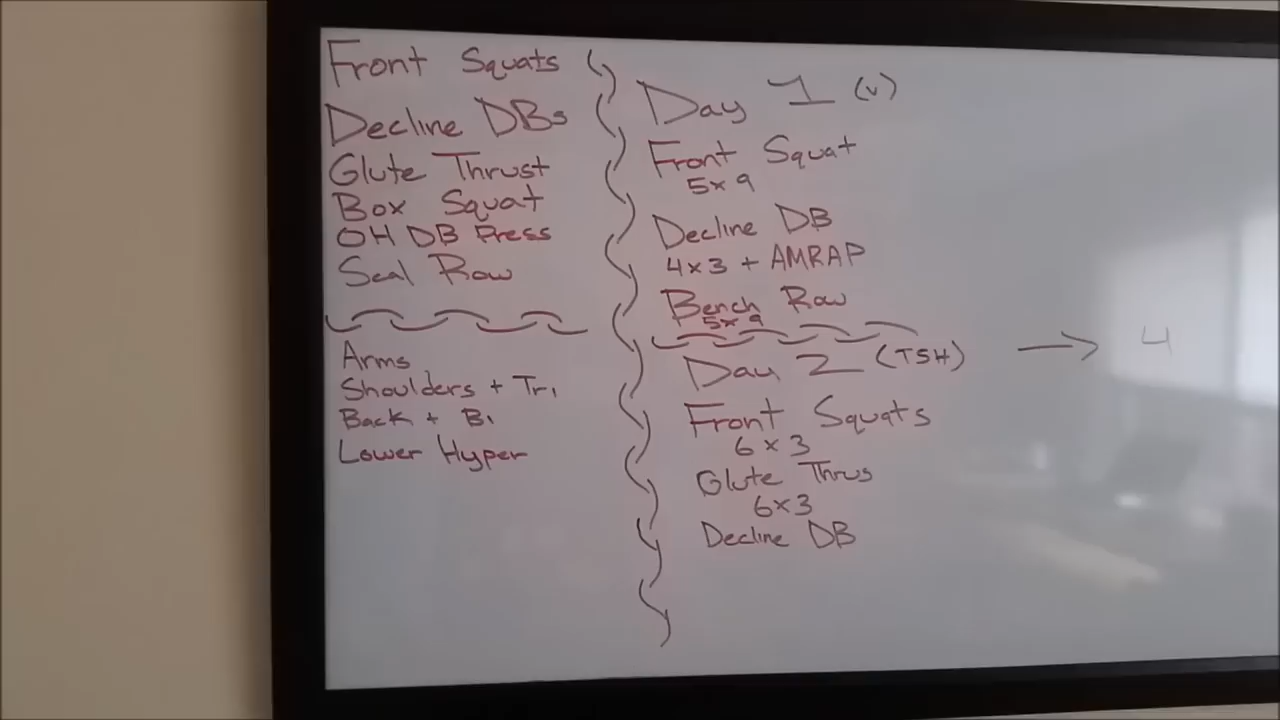 Front Squats
Decline DBs
Glute Thrust
Box Squat
OH DB Press
Seal Row
Arms
Shoulders + Tri
Back + Bi
Lower Hyper
Day 1 (v)
Front Squat
5x9
Decline DB
4x3 + AMRAP
Bench Row
5x9
Day 2 (TSH) → 4
Front Squats
6x3
Glute Thrus
6x3
Decline DB